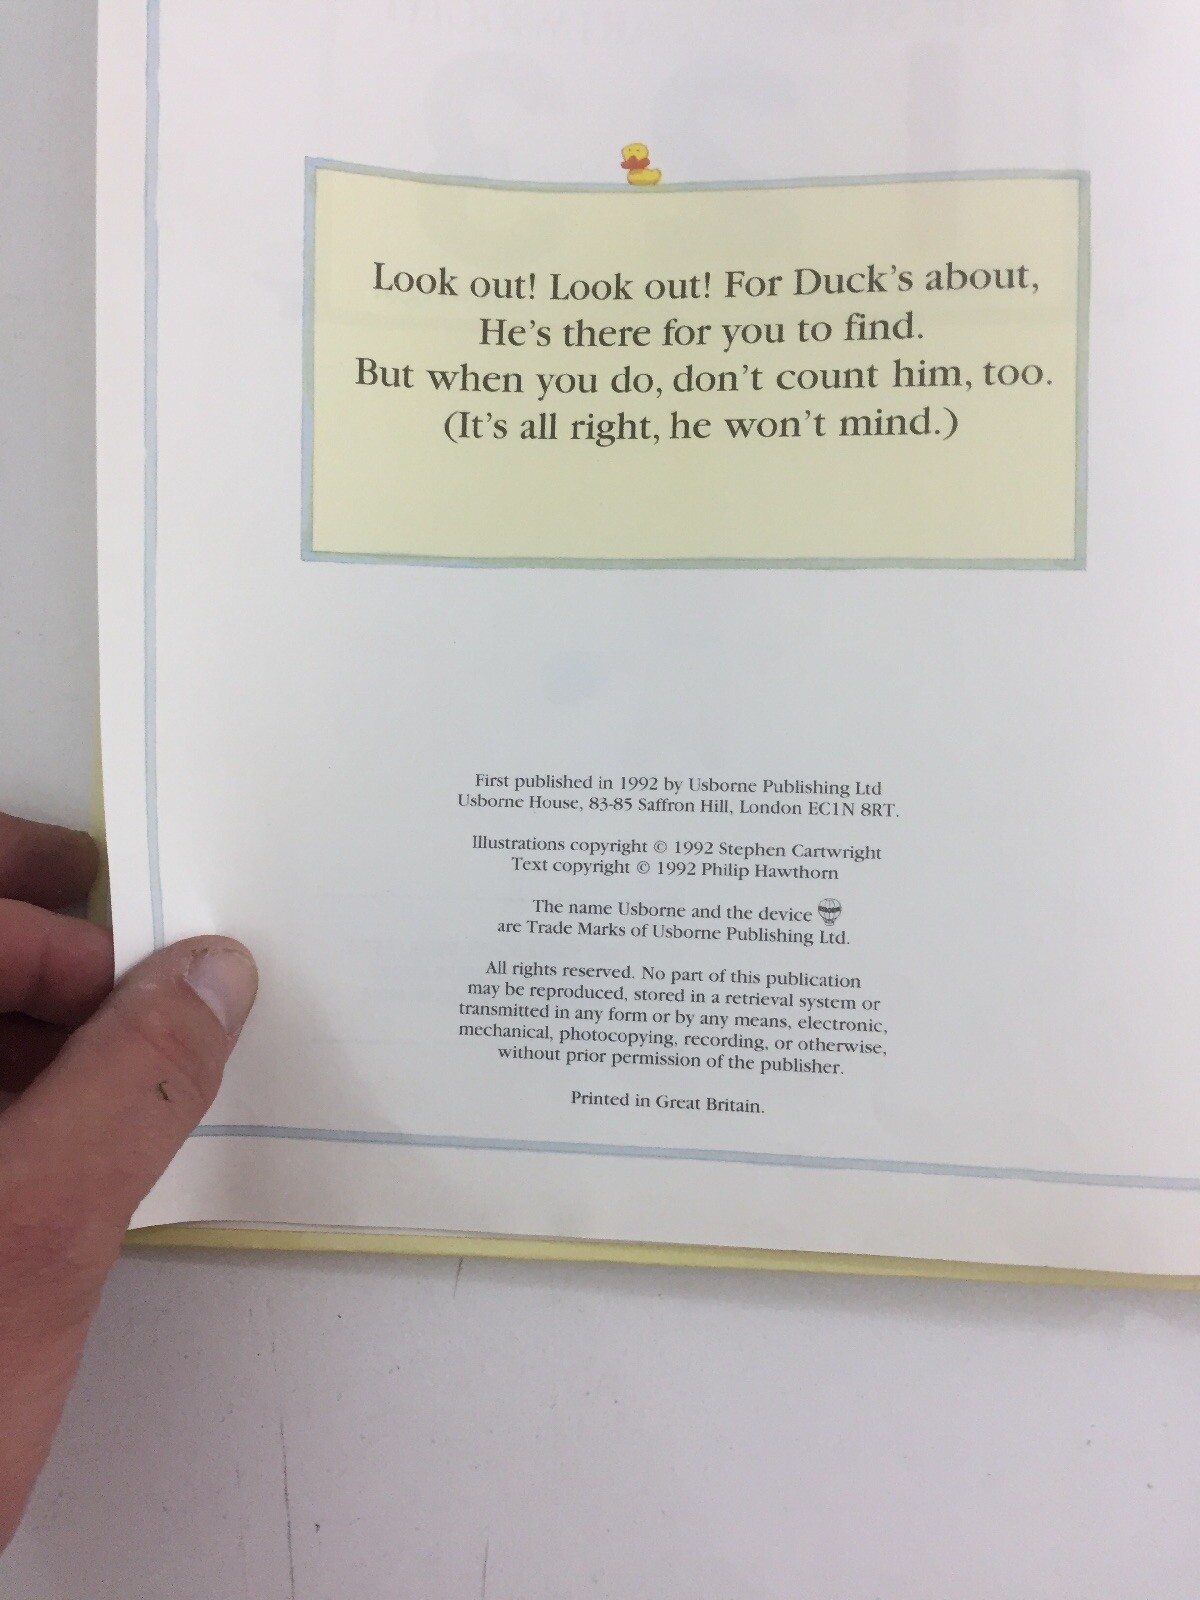 Look out! Look out! For Duck's about,
He's there for you to find.
But when you do, don't count him, too.
(It's all right, he won't mind.)
First published in 1992 by Usborne Publishing Ltd
Usborne House, 83-85 Saffron Hill, London EC1N 8RT.
Illustrations copyright © 1992 Stephen Cartwright
Text copyright © 1992 Philip Hawthorn
The name Usborne and the device
are Trade Marks of Usborne Publishing Ltd.
All rights reserved. No part of this publication
may be reproduced, stored in a retrieval system or
transmitted in any form or by any means, electronic,
mechanical, photocopying, recording, or otherwise,
without prior permission of the publisher.
Printed in Great Britain.